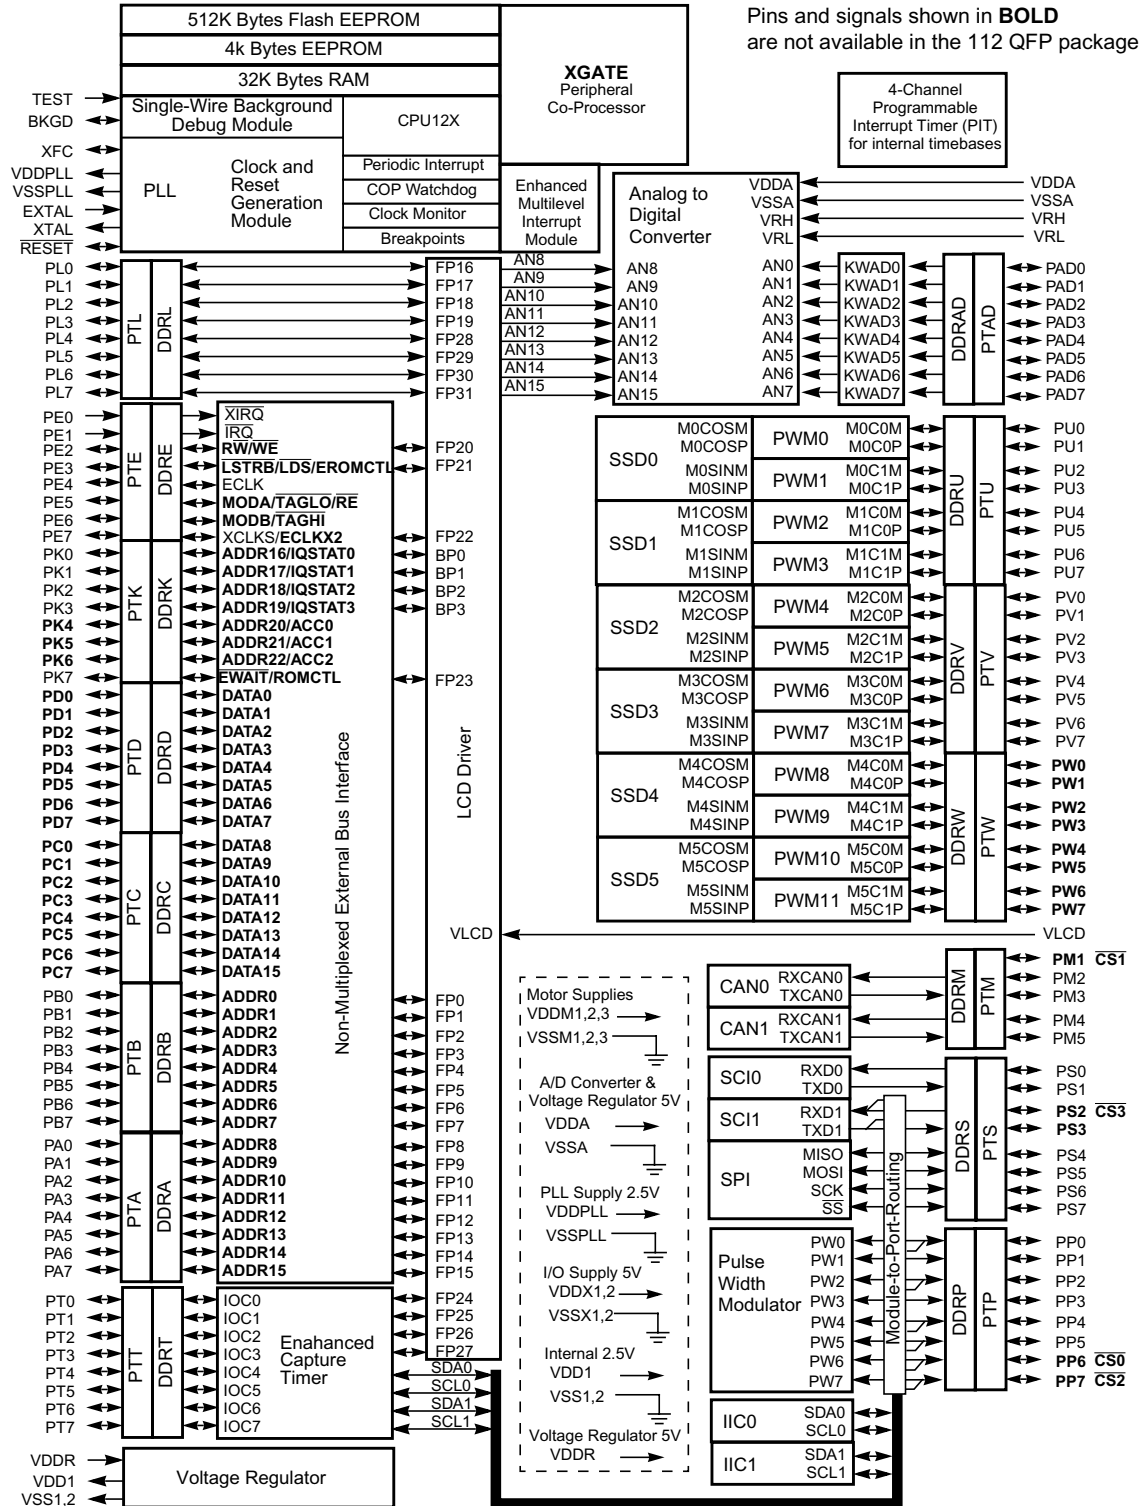 512K Bytes Flash EEPROM
4k Bytes EEPROM
32K Bytes RAM
Single-Wire Background
Debug Module
CPU12X
XGATE
Peripheral
Co-Processor
Pins and signals shown in BOLD
are not available in the 112 QFP package
4-Channel
Programmable
Interrupt Timer (PIT)
for internal timebases
TEST
BKGD
XFC
VDDPLL
VSSPLL
EXTAL
XTAL
RESET
PLL
Clock and
Reset
Generation
Module
Periodic Interrupt
COP Watchdog
Clock Monitor
Breakpoints
Enhanced
Multilevel
Interrupt
Module
Analog to
Digital
Converter
VDDA
VSSA
VRH
VRL
VDDA
VSSA
VRH
VRL
PL0
PL1
PL2
PL3
PL4
PL5
PL6
PL7
PTL
DDRL
FP16
FP17
FP18
FP19
FP28
FP29
FP30
FP31
AN8
AN9
AN10
AN11
AN12
AN13
AN14
AN15
AN8
AN9
AN10
AN11
AN12
AN13
AN14
AN15
AN0
AN1
AN2
AN3
AN4
AN5
AN6
AN7
KWAD0
KWAD1
KWAD2
KWAD3
KWAD4
KWAD5
KWAD6
KWAD7
DDRAD
PTAD
PAD0
PAD1
PAD2
PAD3
PAD4
PAD5
PAD6
PAD7
PE0
PE1
PE2
PE3
PE4
PE5
PE6
PE7
PTE
DDRE
XIRQ
IRQ
RW/WE
LSTRB/LDS/EROMCTL
ECLK
MODA/TAGLO/RE
MODB/TAGHI
XCLKS/ECLKX2
FP20
FP21
FP22
PK0
PK1
PK2
PK3
PK4
PK5
PK6
PK7
PTK
DDRK
ADDR16/IQSTAT0
ADDR17/IQSTAT1
ADDR18/IQSTAT2
ADDR19/IQSTAT3
ADDR20/ACC0
ADDR21/ACC1
ADDR22/ACC2
EWAIT/ROMCTL
BP0
BP1
BP2
BP3
FP23
PD0
PD1
PD2
PD3
PD4
PD5
PD6
PD7
PTD
DDRD
DATA0
DATA1
DATA2
DATA3
DATA4
DATA5
DATA6
DATA7
PC0
PC1
PC2
PC3
PC4
PC5
PC6
PC7
PTC
DDRC
DATA8
DATA9
DATA10
DATA11
DATA12
DATA13
DATA14
DATA15
Non-Multiplexed External Bus Interface
LCD Driver
PB0
PB1
PB2
PB3
PB4
PB5
PB6
PB7
PTB
DDRB
ADDR0
ADDR1
ADDR2
ADDR3
ADDR4
ADDR5
ADDR6
ADDR7
FP0
FP1
FP2
FP3
FP4
FP5
FP6
FP7
PA0
PA1
PA2
PA3
PA4
PA5
PA6
PA7
PTA
DDRA
ADDR8
ADDR9
ADDR10
ADDR11
ADDR12
ADDR13
ADDR14
ADDR15
FP8
FP9
FP10
FP11
FP12
FP13
FP14
FP15
PT0
PT1
PT2
PT3
PT4
PT5
PT6
PT7
PTT
DDRT
IOC0
IOC1
IOC2
IOC3
IOC4
IOC5
IOC6
IOC7
Enahanced
Capture
Timer
FP24
FP25
FP26
FP27
SDA0
SCL0
SDA1
SCL1
VDDR
VDD1
VSS1,2
Voltage Regulator
SSD0
M0COSM
M0COSP
M0SINM
M0SINP
PWM0
PWM1
M0C0M
M0C0P
M0C1M
M0C1P
SSD1
M1COSM
M1COSP
M1SINM
M1SINP
PWM2
PWM3
M1C0M
M1C0P
M1C1M
M1C1P
DDRU
PTU
PU0
PU1
PU2
PU3
PU4
PU5
PU6
PU7
SSD2
M2COSM
M2COSP
M2SINM
M2SINP
PWM4
PWM5
M2C0M
M2C0P
M2C1M
M2C1P
SSD3
M3COSM
M3COSP
M3SINM
M3SINP
PWM6
PWM7
M3C0M
M3C0P
M3C1M
M3C1P
DDRV
PTV
PV0
PV1
PV2
PV3
PV4
PV5
PV6
PV7
SSD4
M4COSM
M4COSP
M4SINM
M4SINP
PWM8
PWM9
M4C0M
M4C0P
M4C1M
M4C1P
SSD5
M5COSM
M5COSP
M5SINM
M5SINP
PWM10
PWM11
M5C0M
M5C0P
M5C1M
M5C1P
DDRW
PTW
PW0
PW1
PW2
PW3
PW4
PW5
PW6
PW7
VLCD
VLCD
Motor Supplies
VDDM1,2,3
VSSM1,2,3
A/D Converter &
Voltage Regulator 5V
VDDA
VSSA
PLL Supply 2.5V
VDDPLL
VSSPLL
I/O Supply 5V
VDDX1,2
VSSX1,2
Internal 2.5V
VDD1
VSS1,2
Voltage Regulator 5V
VDDR
CAN0
RXCAN0
TXCAN0
CAN1
RXCAN1
TXCAN1
DDRM
PTM
PM1 CS1
PM2
PM3
PM4
PM5
SCI0
RXD0
TXD0
SCI1
RXD1
TXD1
SPI
MISO
MOSI
SCK
SS
Module-to-Port-Routing
DDRS
PTS
PS0
PS1
PS2 CS3
PS3
PS4
PS5
PS6
PS7
Pulse
Width
Modulator
PW0
PW1
PW2
PW3
PW4
PW5
PW6
PW7
DDRP
PTP
PP0
PP1
PP2
PP3
PP4
PP5
PP6 CS0
PP7 CS2
IIC0
SDA0
SCL0
IIC1
SDA1
SCL1